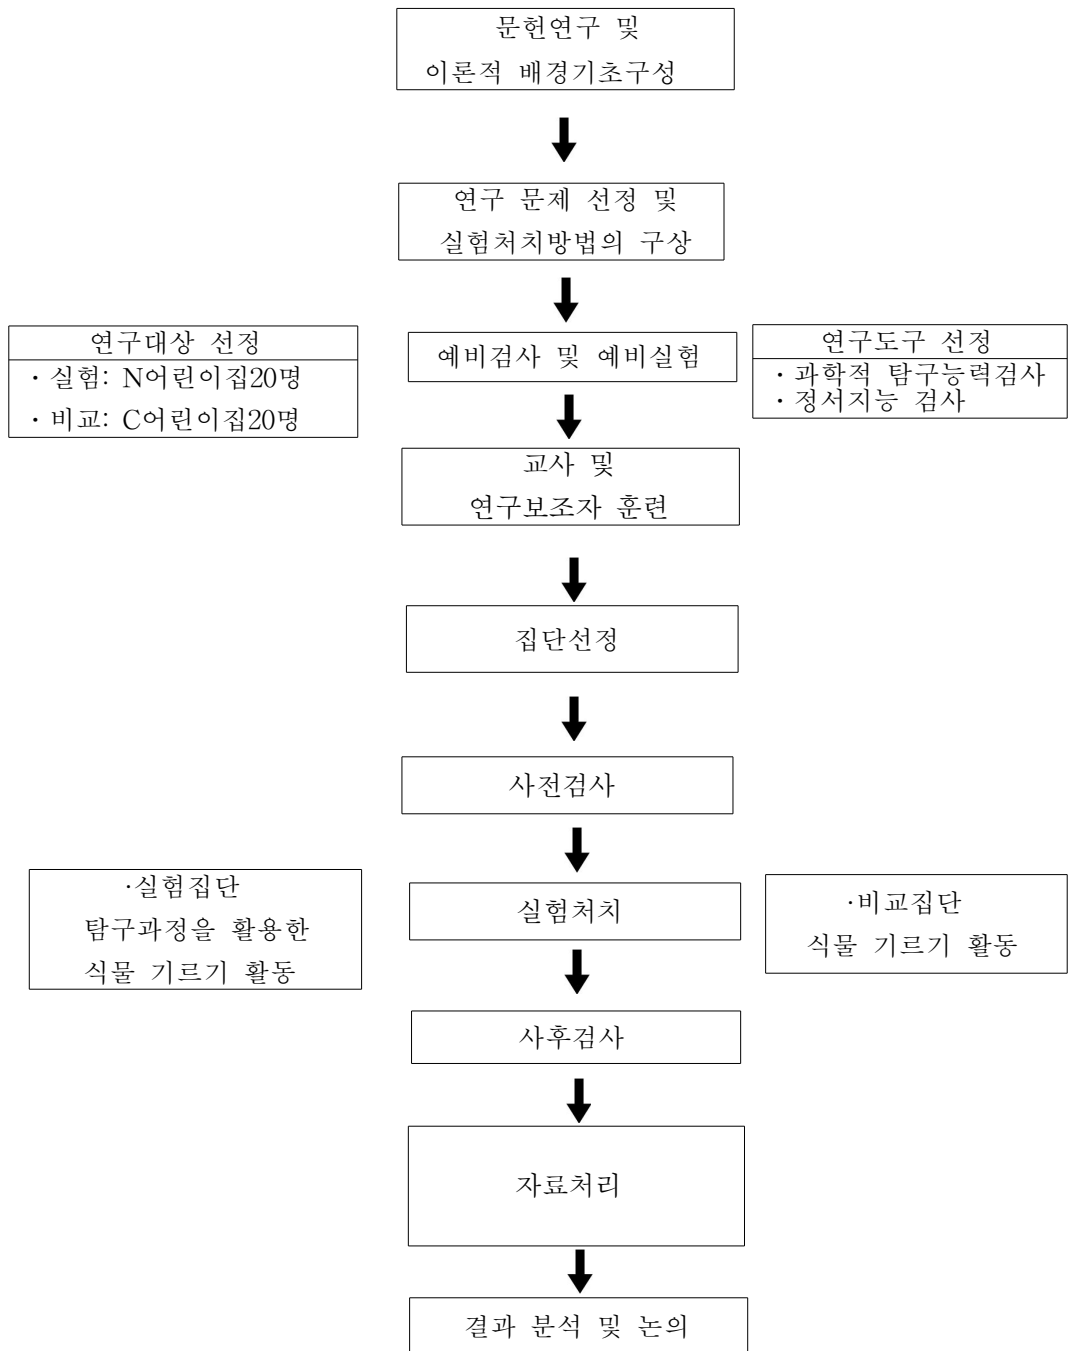 문헌연구 및
이론적 배경기초구성
연구 문제 선정 및
실험처치방법의 구상
연구대상 선정
· 실험: N어린이집20명
· 비교: C어린이집20명
예비검사 및 예비실험
연구도구 선정
· 과학적 탐구능력검사
· 정서지능 검사
교사 및
연구보조자 훈련
집단선정
사전검사
·실험집단
탐구과정을 활용한
식물 기르기 활동
실험처치
·비교집단
식물 기르기 활동
사후검사
자료처리
결과 분석 및 논의